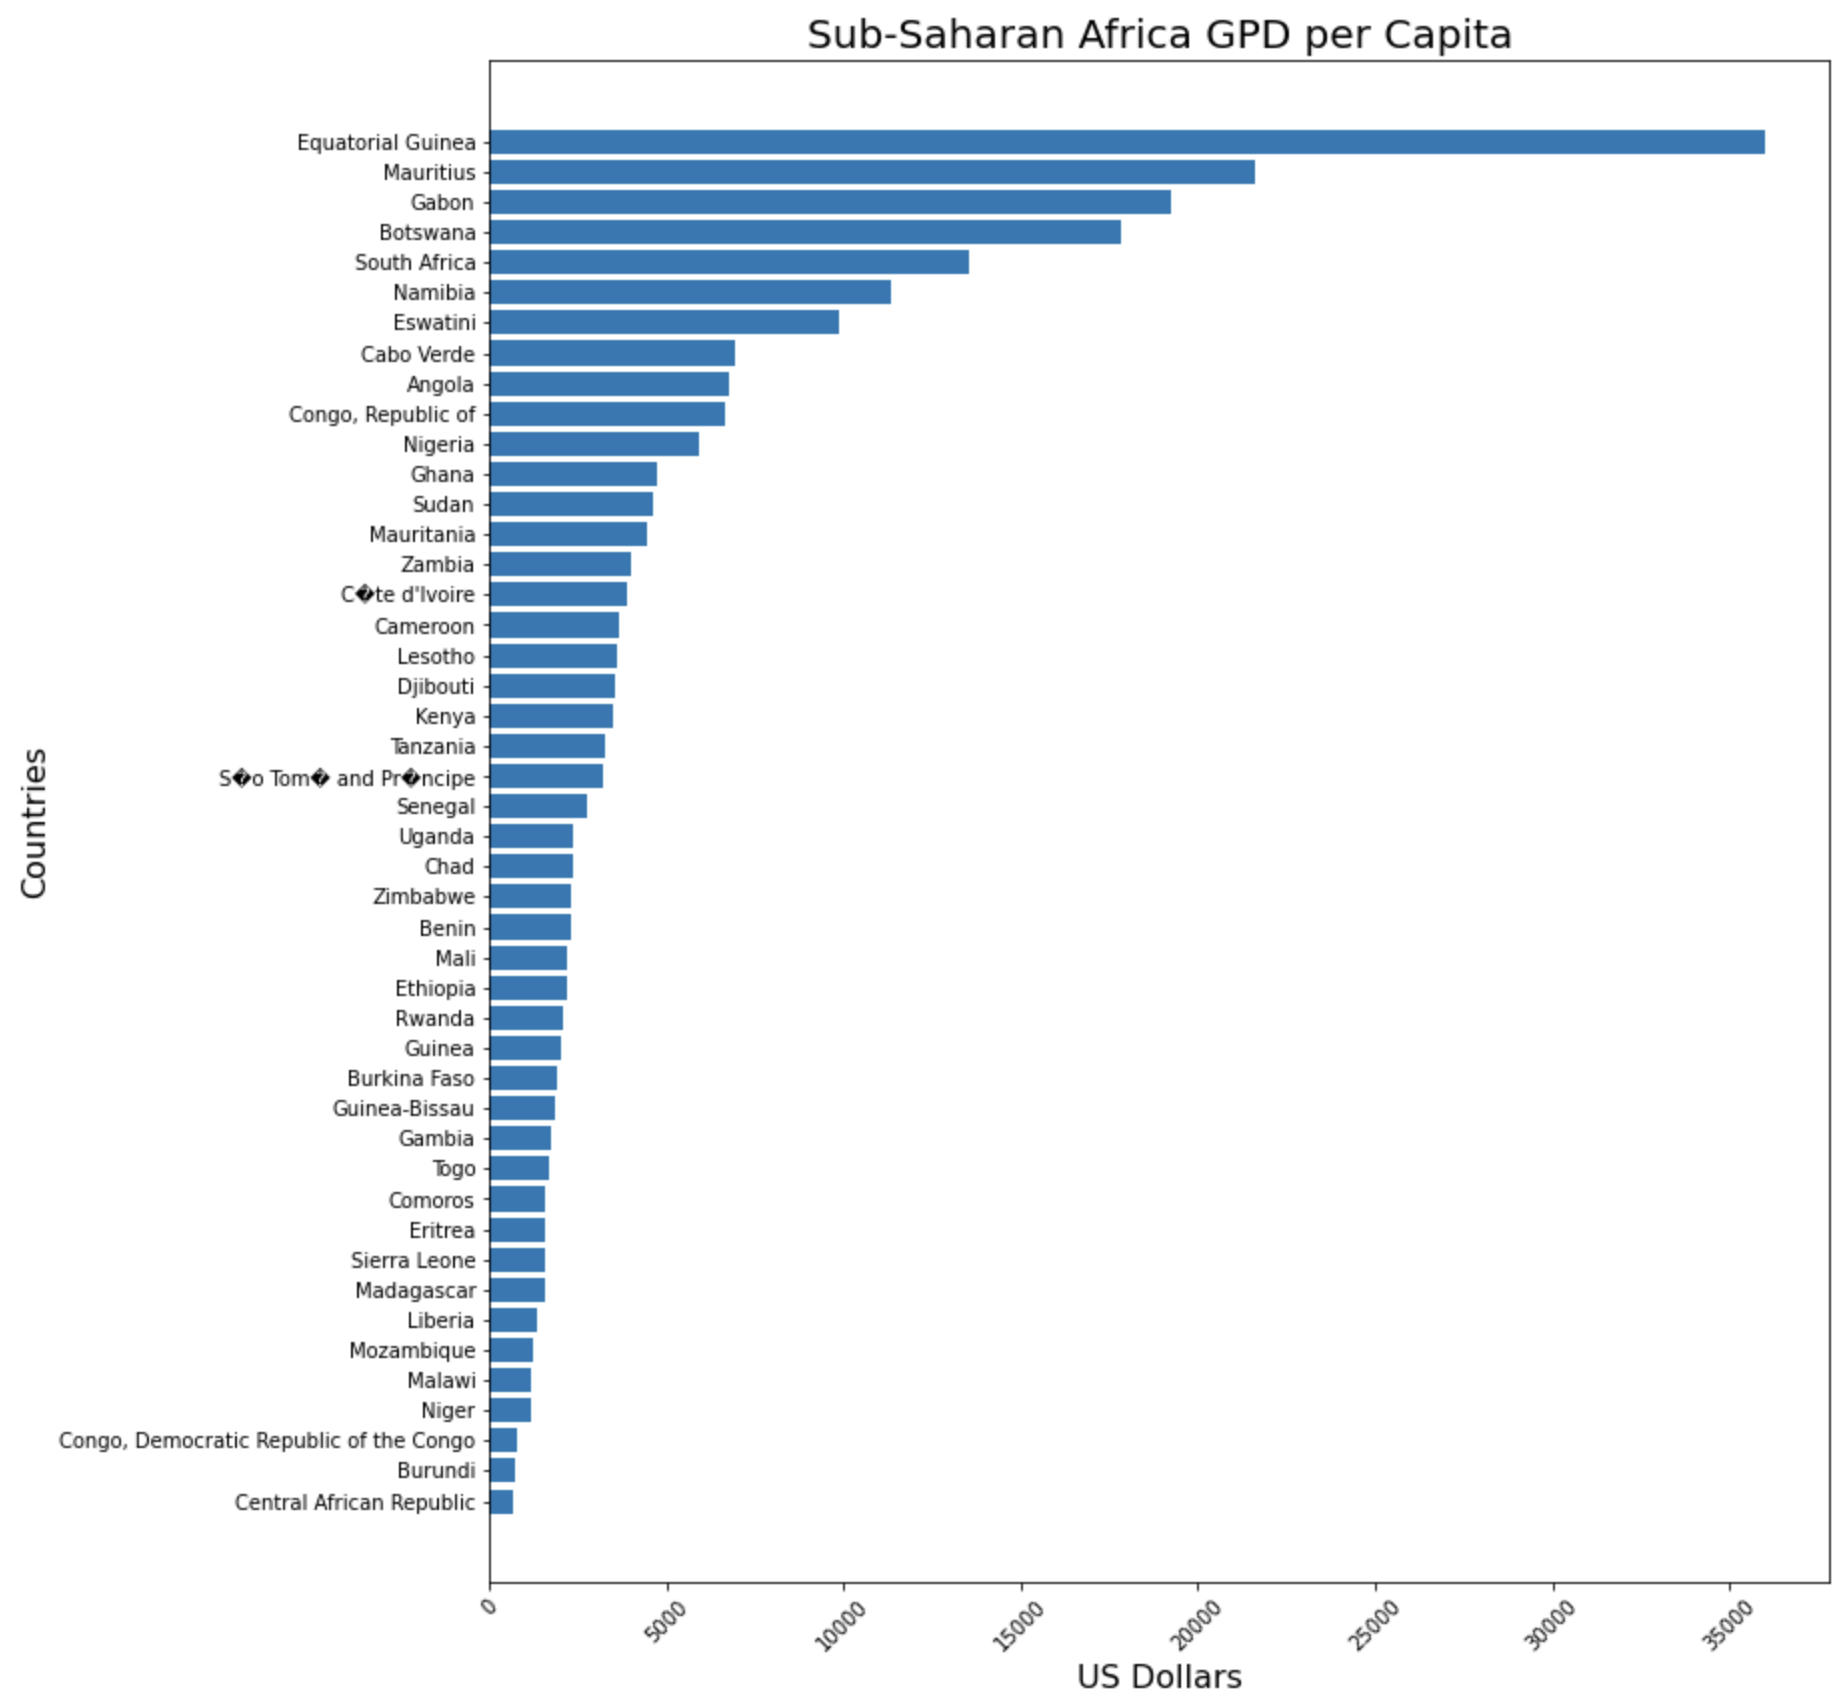 Sub-Saharan Africa GPD per Capita
Equatorial Guinea
Mauritius
Gabon
Botswana
South Africa
Namibia
Eswatini
Cabo Verde
Angola
Congo, Republic of
Nigeria
Ghana
Sudan
Mauritania
Zambia
C�te d'Ivoire
Cameroon
Lesotho
Djibouti
Kenya
Tanzania
S�o Tom� and Pr�ncipe
Senegal
Uganda
Chad
Zimbabwe
Benin
Mali
Ethiopia
Rwanda
Guinea
Burkina Faso
Guinea-Bissau
Gambia
Togo
Comoros
Eritrea
Sierra Leone
Madagascar
Liberia
Mozambique
Malawi
Niger
Congo, Democratic Republic of the Congo
Burundi
Central African Republic
Countries
0 5000 10000 15000 20000 25000 30000 35000
US Dollars